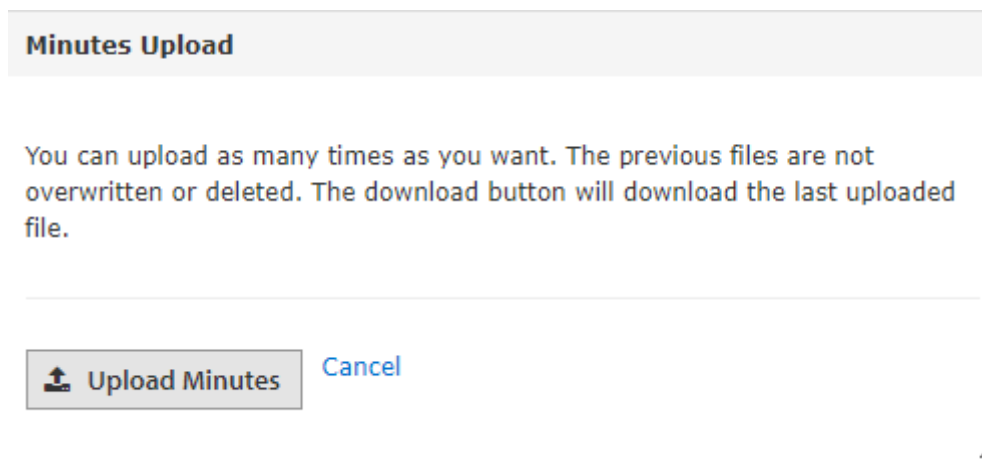 Minutes Upload
You can upload as many times as you want. The previous files are not
overwritten or deleted. The download button will download the last uploaded
file.
Upload Minutes
Cancel